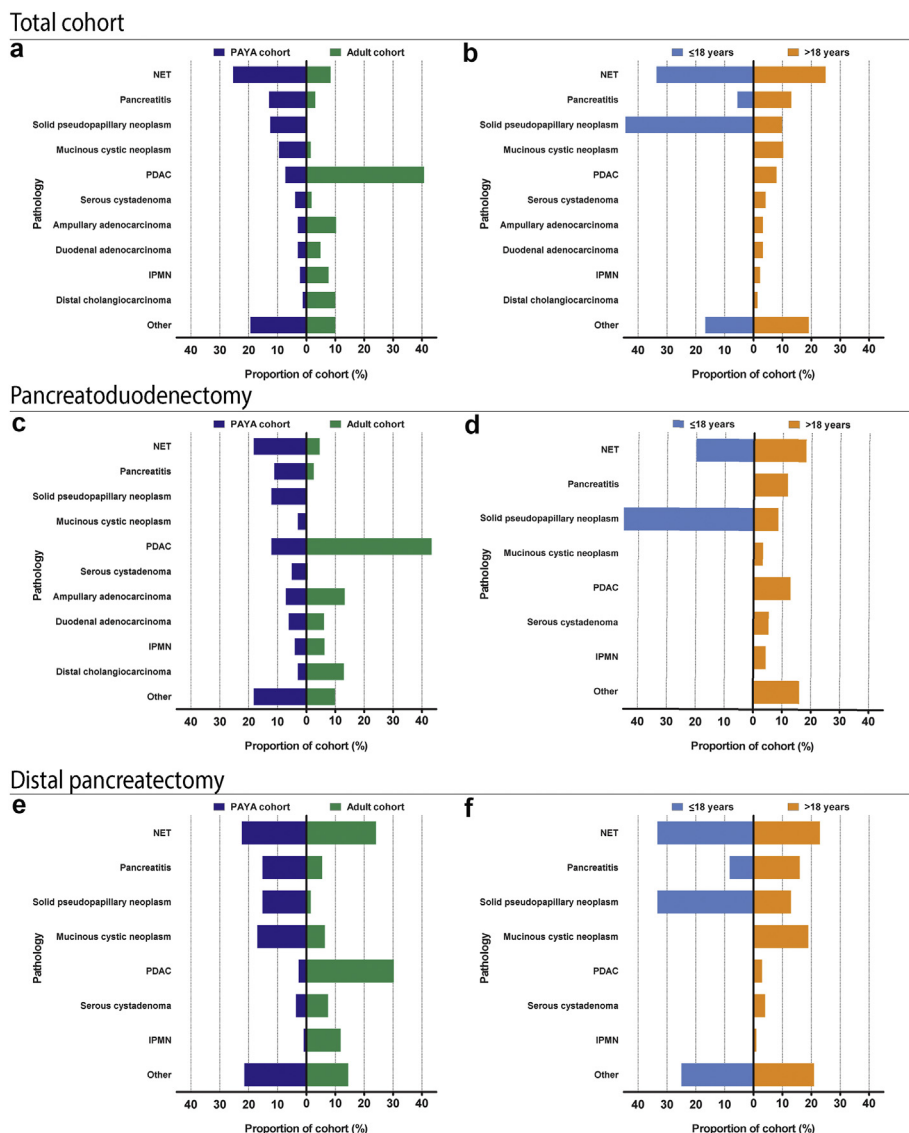 Total cohort
a
PAYA cohort Adult cohort
Pathology
NET
Pancreatitis
Solid pseudopapillary neoplasm
Mucinous cystic neoplasm
PDAC
Serous cystadenoma
Ampullary adenocarcinoma
Duodenal adenocarcinoma
IPMN
Distal cholangiocarcinoma
Other
40 30 20 10 0 10 20 30 40
Proportion of cohort (%)
b
≤18 years >18 years
Pathology
NET
Pancreatitis
Solid pseudopapillary neoplasm
Mucinous cystic neoplasm
PDAC
Serous cystadenoma
Ampullary adenocarcinoma
Duodenal adenocarcinoma
IPMN
Distal cholangiocarcinoma
Other
40 30 20 10 0 10 20 30 40
Proportion of cohort (%)
Pancreatoduodenectomy
c
PAYA cohort Adult cohort
Pathology
NET
Pancreatitis
Solid pseudopapillary neoplasm
Mucinous cystic neoplasm
PDAC
Serous cystadenoma
Ampullary adenocarcinoma
Duodenal adenocarcinoma
IPMN
Distal cholangiocarcinoma
Other
40 30 20 10 0 10 20 30 40
Proportion of cohort (%)
d
≤18 years >18 years
Pathology
NET
Pancreatitis
Solid pseudopapillary neoplasm
Mucinous cystic neoplasm
PDAC
Serous cystadenoma
IPMN
Other
40 30 20 10 0 10 20 30 40
Proportion of cohort (%)
Distal pancreatectomy
e
PAYA cohort Adult cohort
Pathology
NET
Pancreatitis
Solid pseudopapillary neoplasm
Mucinous cystic neoplasm
PDAC
Serous cystadenoma
IPMN
Other
40 30 20 10 0 10 20 30 40
Proportion of cohort (%)
f
≤18 years >18 years
Pathology
NET
Pancreatitis
Solid pseudopapillary neoplasm
Mucinous cystic neoplasm
PDAC
Serous cystadenoma
IPMN
Other
40 30 20 10 0 10 20 30 40
Proportion of cohort (%)